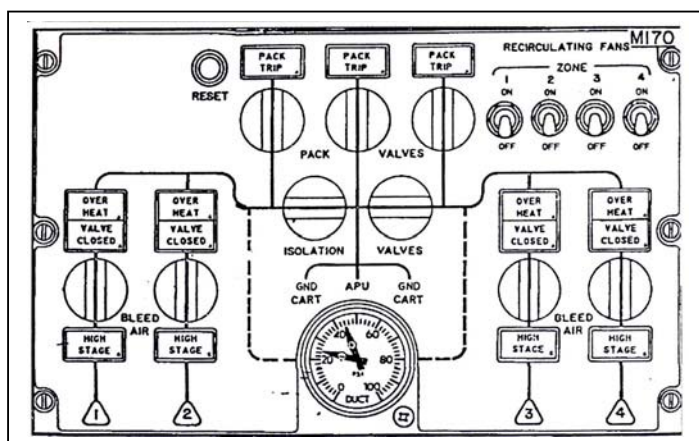 M170
RECIRCULATING FANS
ZONE
1 2 3 4
ON ON ON ON
OFF OFF OFF OFF
RESET
PACK TRIP
PACK TRIP
PACK TRIP
PACK VALVES
ISOLATION VALVES
OVER HEAT
VALVE CLOSED
OVER HEAT
VALVE CLOSED
OVER HEAT
VALVE CLOSED
OVER HEAT
VALVE CLOSED
GND CART
APU
GND CART
BLEED AIR
BLEED AIR
HIGH STAGE
HIGH STAGE
HIGH STAGE
HIGH STAGE
0 20 40 60 80 100
PSI
DUCT
1 2 3 4